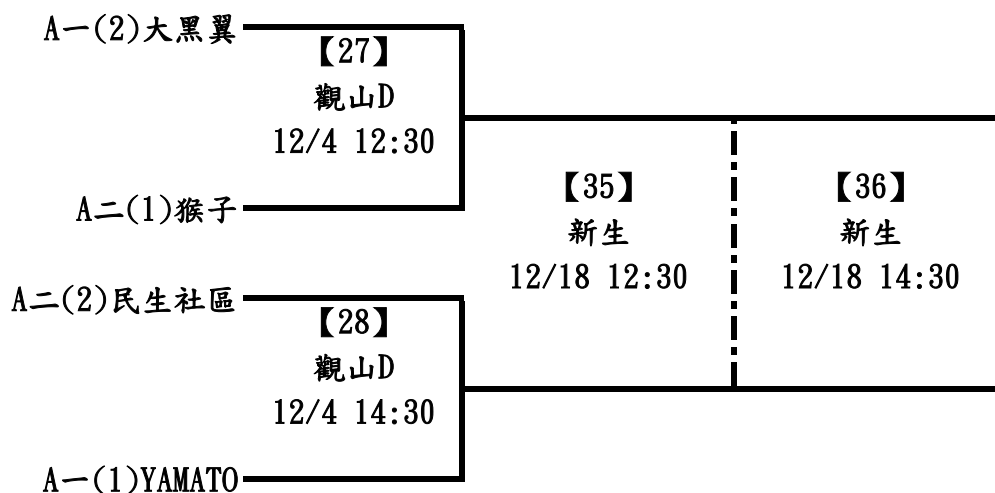 A一(2)大黑翼
【27】
觀山D
12/4 12:30
A二(1)猴子
A二(2)民生社區
【28】
觀山D
12/4 14:30
A一(1)YAMATO
【35】
新生
12/18 12:30
【36】
新生
12/18 14:30